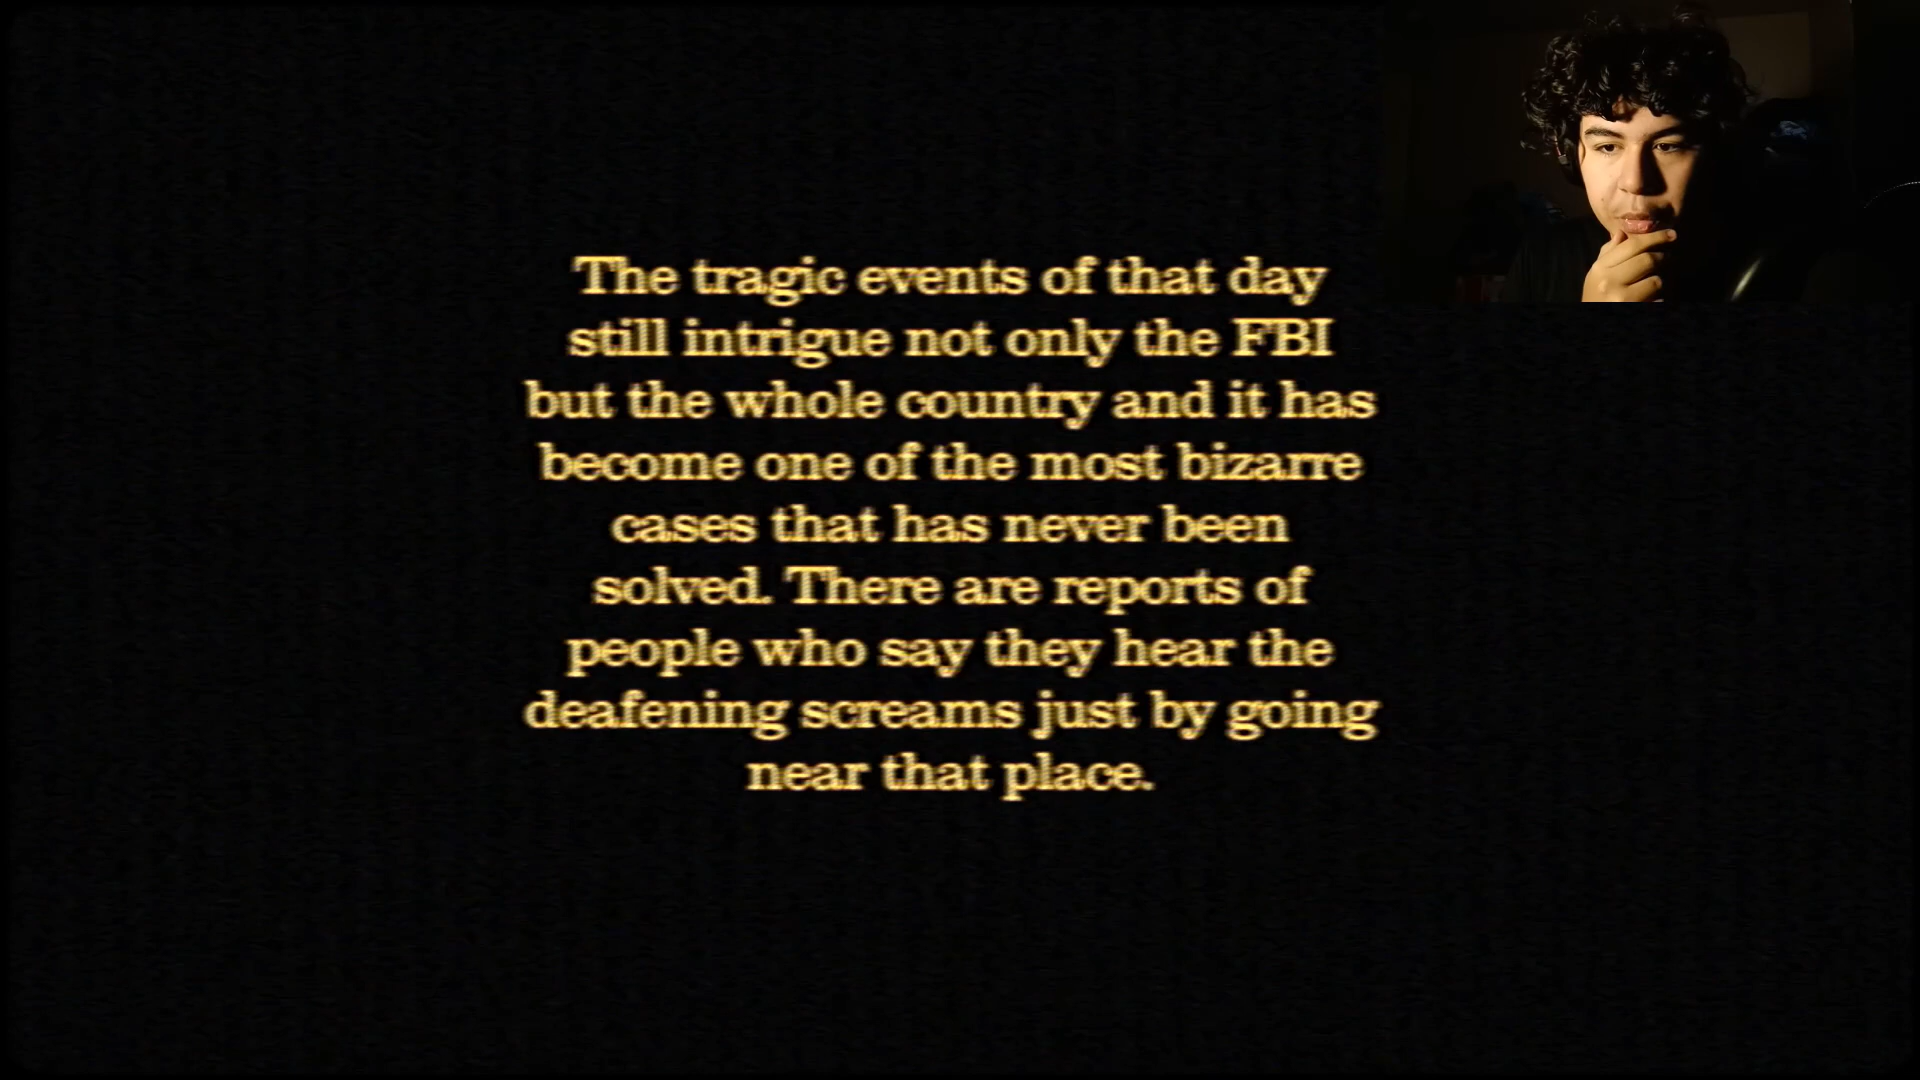 The tragic events of that day
still intrigue not only the FBI
but the whole country and it has
become one of the most bizarre
cases that has never been
solved. There are reports of
people who say they hear the
deafening screams just by going
near that place.